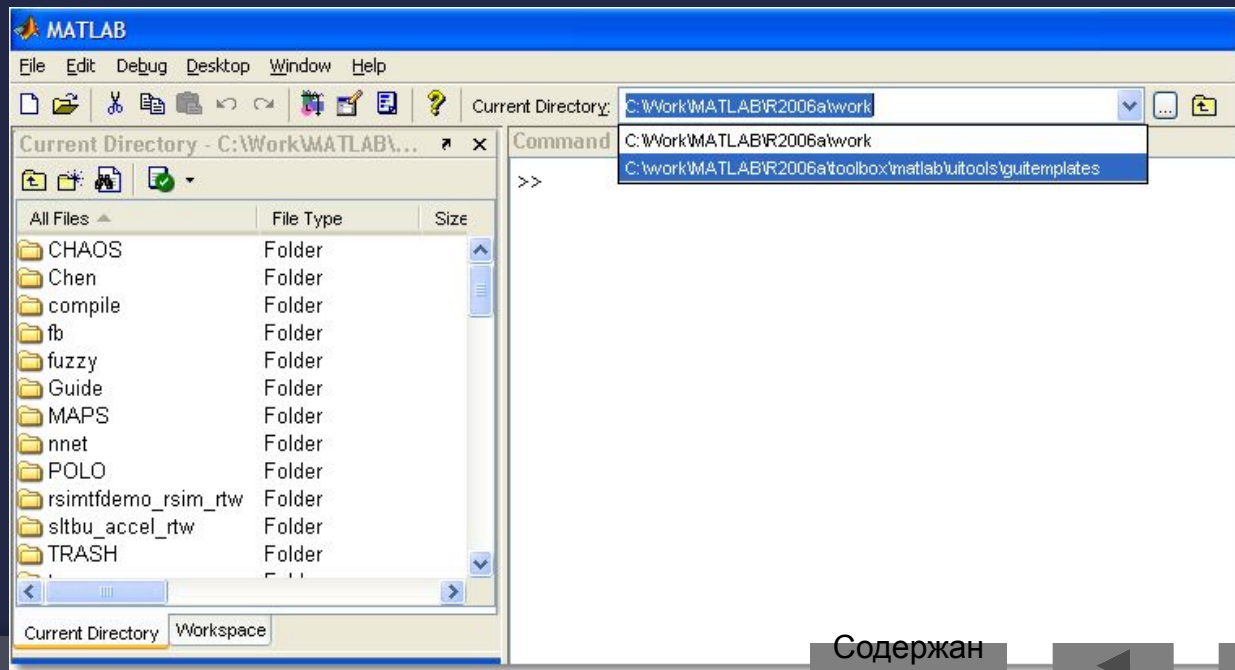 MATLAB
File Edit Debug Desktop Window Help
Current Directory: C:\Work\MATLAB\R2006a\work
C:\Work\MATLAB\R2006a\work
C:\work\MATLAB\R2006a\toolbox\matlab\uitools\guitemplates
Current Directory - C:\Work\MATLAB\...
Command
>>
All Files File Type Size
CHAOS Folder
Chen Folder
compile Folder
fb Folder
fuzzy Folder
Guide Folder
MAPS Folder
nnet Folder
POLO Folder
rsimtfdemo_rsim_rtw Folder
sltbu_accel_rtw Folder
TRASH Folder
Current Directory Workspace
Содержан